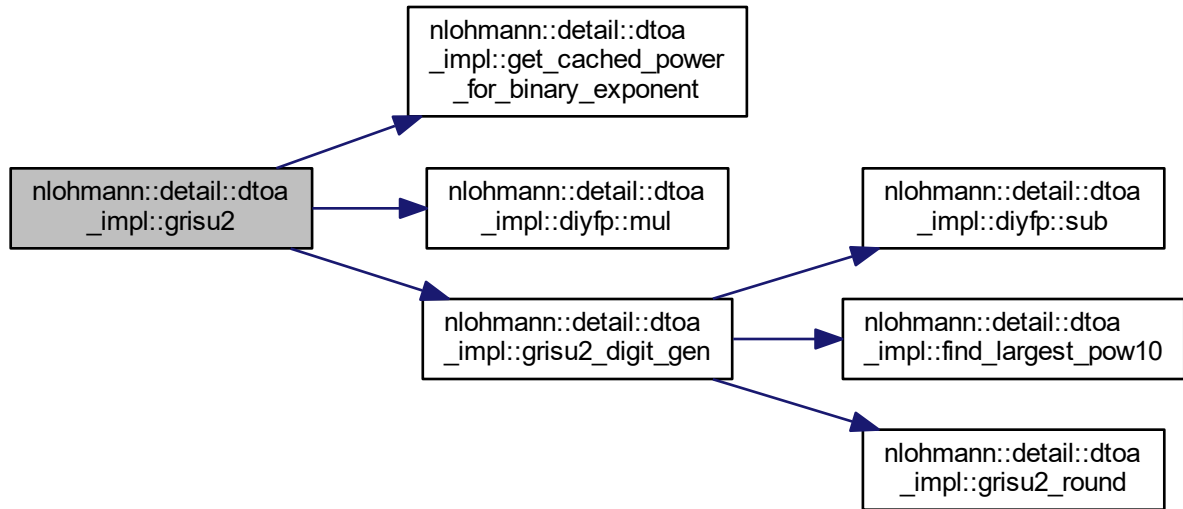 nlohmann::detail::dtoa
_impl::get_cached_power
_for_binary_exponent
nlohmann::detail::dtoa
_impl::grisu2
nlohmann::detail::dtoa
_impl::diyfp::mul
nlohmann::detail::dtoa
_impl::diyfp::sub
nlohmann::detail::dtoa
_impl::grisu2_digit_gen
nlohmann::detail::dtoa
_impl::find_largest_pow10
nlohmann::detail::dtoa
_impl::grisu2_round